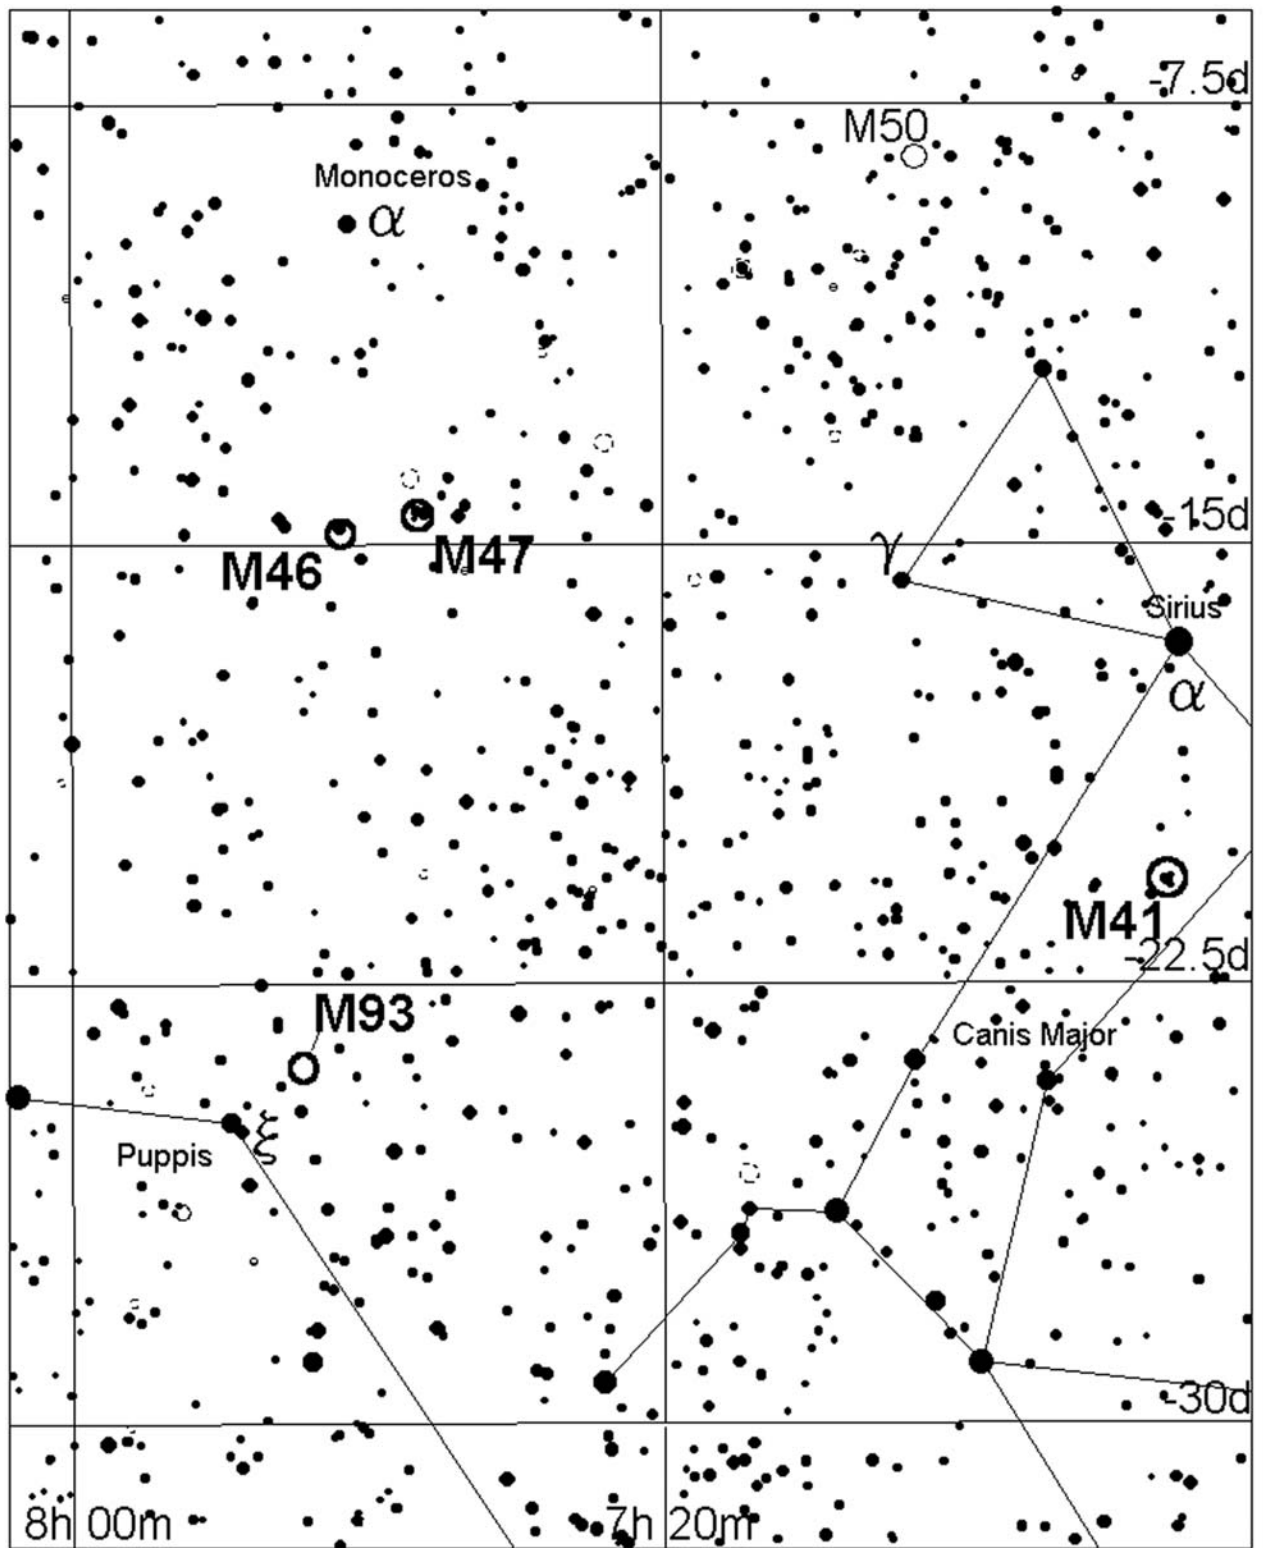 -7.5d
M50
Monoceros
α
-15d
M46
M47
γ
Sirius
α
M41
-22.5d
M93
Canis Major
ξ
Puppis
-30d
8h 00m
7h 20m